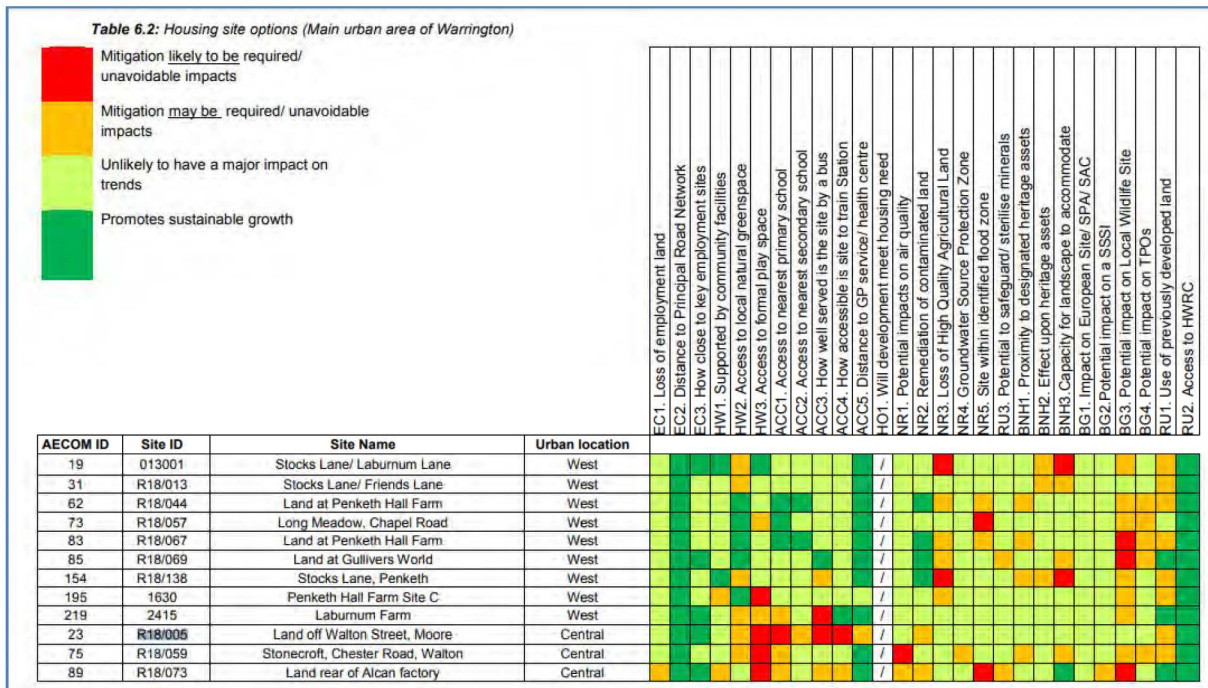 Table 6.2: Housing site options (Main urban area of Warrington)
Mitigation likely to be required/
unavoidable impacts
Mitigation may be required/ unavoidable
impacts
Unlikely to have a major impact on
trends
Promotes sustainable growth
EC1. Loss of employment land
EC2. Distance to Principal Road Network
EC3. How close to key employment sites
HW1. Supported by community facilities
HW2. Access to local natural greenspace
HW3. Access to formal play space
ACC1. Access to nearest primary school
ACC2. Access to nearest secondary school
ACC3. How well served is the site by a bus
ACC4. How accessible is site to train Station
ACC5. Distance to GP service/ health centre
HO1. Will development meet housing need
NR1. Potential impacts on air quality
NR2. Remediation of contaminated land
NR3. Loss of High Quality Agricultural Land
NR4. Groundwater Source Protection Zone
NR5. Site within identified flood zone
RU3. Potential to safeguard/ sterilise minerals
BNH1. Proximity to designated heritage assets
BNH2. Effect upon heritage assets
BNH3.Capacity for landscape to accommodate
BG1. Impact on European Site/ SPA/ SAC
BG2.Potential impact on a SSSI
BG3. Potential impact on Local Wildlife Site
BG4. Potential impact on TPOs
RU1. Use of previously developed land
RU2. Access to HWRC
AECOM ID Site ID Site Name Urban location
19 013001 Stocks Lane/ Laburnum Lane West /
31 R18/013 Stocks Lane/ Friends Lane West /
62 R18/044 Land at Penketh Hall Farm West /
73 R18/057 Long Meadow, Chapel Road West /
83 R18/067 Land at Penketh Hall Farm West /
85 R18/069 Land at Gullivers World West /
154 R18/138 Stocks Lane, Penketh West /
195 1630 Penketh Hall Farm Site C West /
219 2415 Laburnum Farm West /
23 R18/005 Land off Walton Street, Moore Central /
75 R18/059 Stonecroft, Chester Road, Walton Central /
89 R18/073 Land rear of Alcan factory Central /